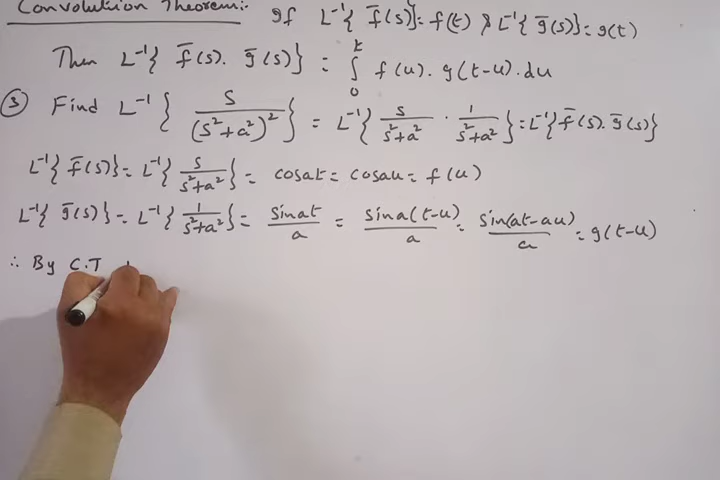 Convolution Theorem:- If L⁻¹{ f̄(s)} = f(t) & L⁻¹{ ḡ(s)} = g(t)
Then L⁻¹{ f̄(s). ḡ(s)} = ∫₀ᵗ f(u). g(t-u). du
③ Find L⁻¹ { s/(s²+a²)² } = L⁻¹{ s/(s²+a²) . 1/(s²+a²) } = L⁻¹{ f̄(s). ḡ(s)}
L⁻¹{ f̄(s)} = L⁻¹{ s/(s²+a²) } = cosat = cosau = f(u)
L⁻¹{ ḡ(s)} = L⁻¹{ 1/(s²+a²) } = sinat/a = sina(t-u)/a = sin(at-au)/a = g(t-u)
∴ By C.T